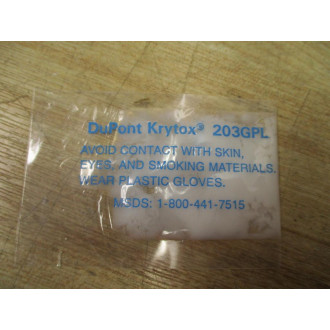 DuPont Krytox® 203GPL
AVOID CONTACT WITH SKIN,
EYES, AND SMOKING MATERIALS.
WEAR PLASTIC GLOVES.
MSDS: 1-800-441-7515